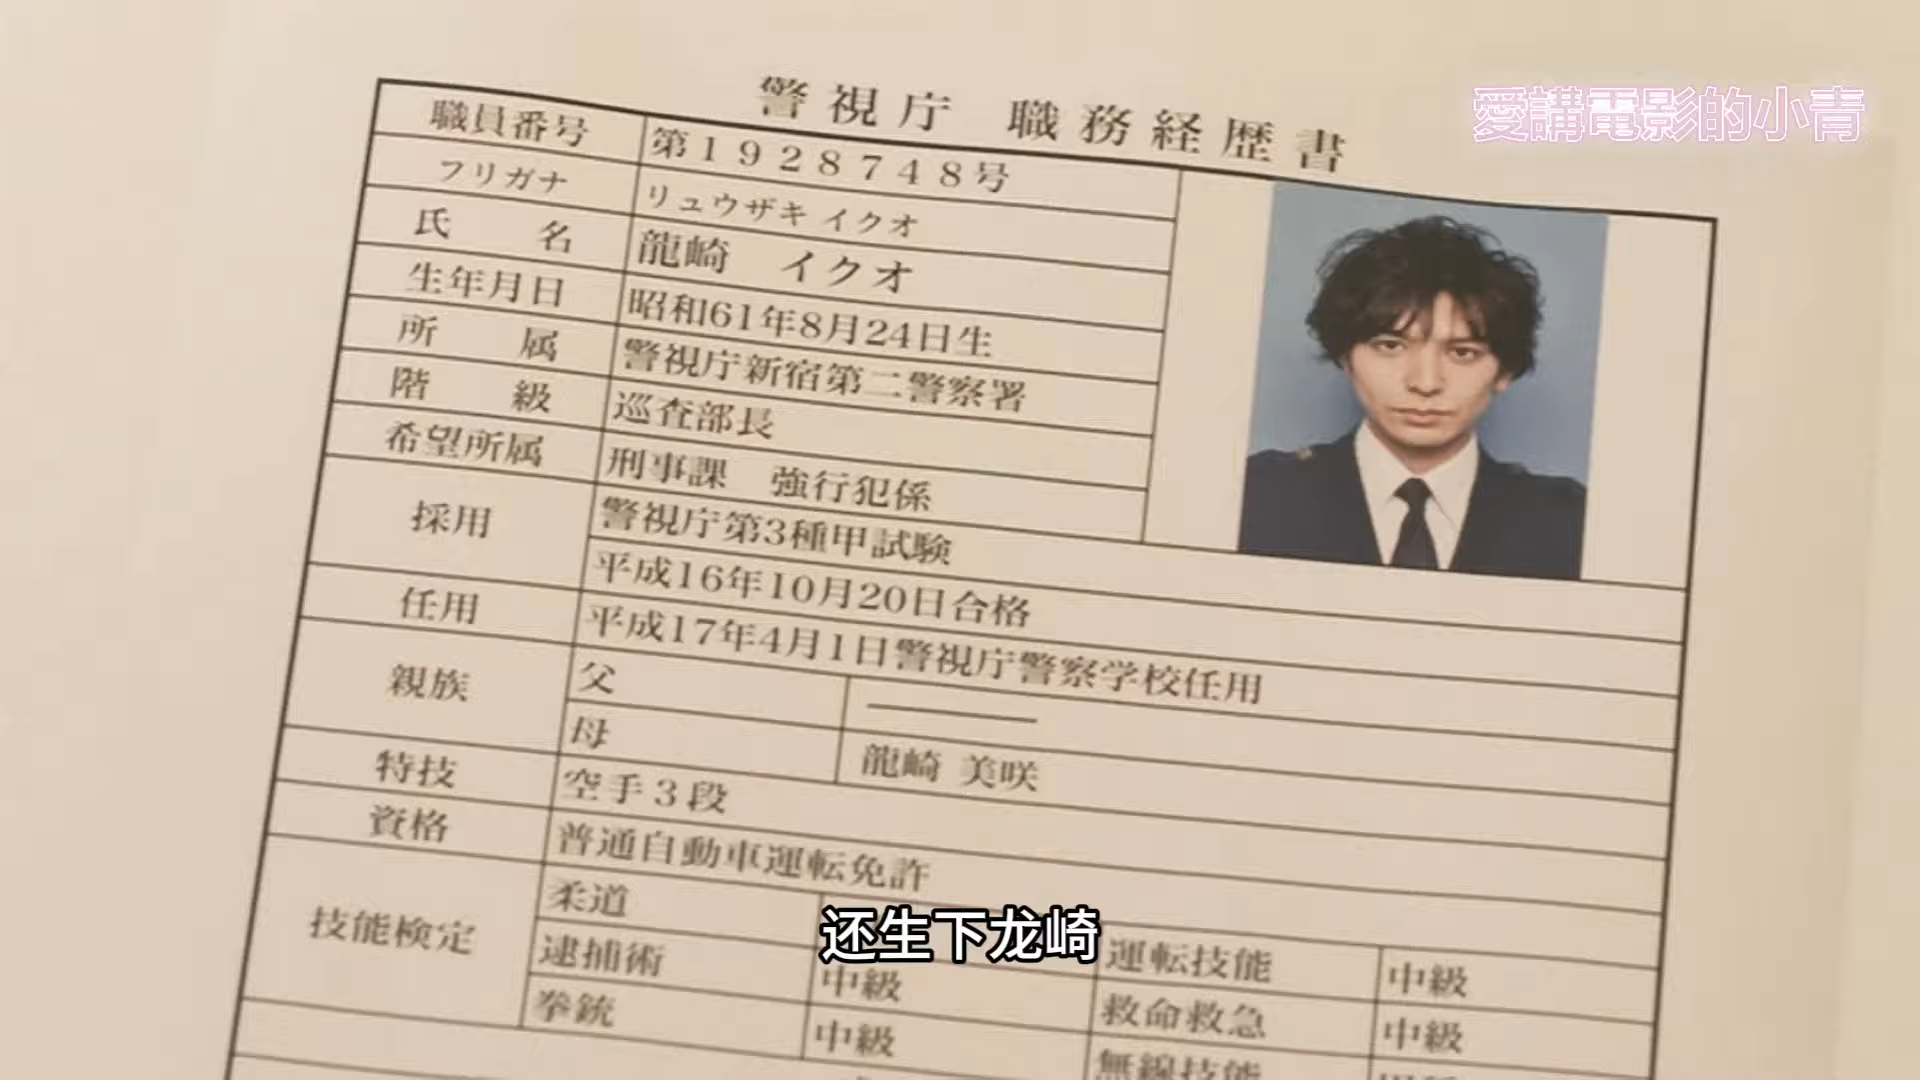 愛講電影的小青
警視庁 職務経歴書
職員番号 第1928748号
フリガナ リュウザキ イクオ
氏名 龍崎 イクオ
生年月日 昭和61年8月24日生
所属 警視庁新宿第二警察署
階級 巡査部長
希望所属 刑事課 強行犯係
採用 警視庁第3種甲試験
平成16年10月20日合格
任用 平成17年4月1日警視庁警察学校任用
親族 父 ———
母 龍崎 美咲
特技 空手3段
資格 普通自動車運転免許
技能検定 柔道
逮捕術 中級 運転技能 中級
拳銃 中級 救命救急 中級
無線技能
还生下龙崎